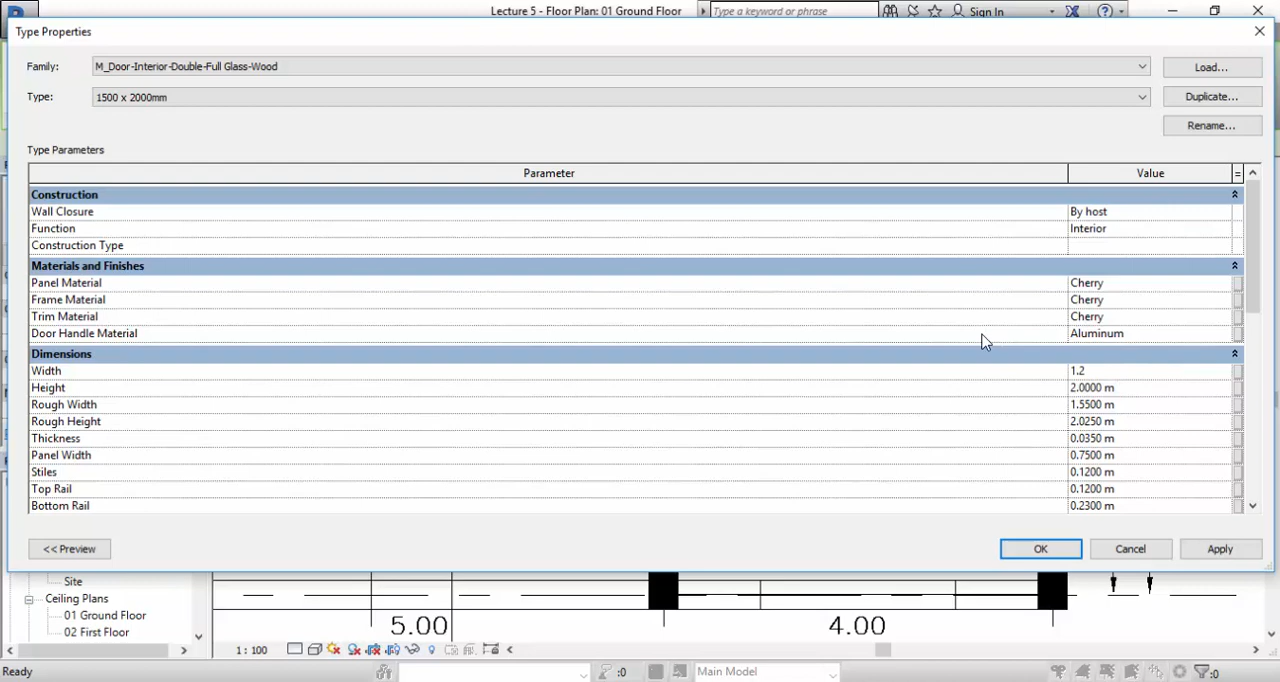 Lecture 5 - Floor Plan: 01 Ground Floor
Type a keyword or phrase
Sign In
Type Properties
Family:
M_Door-Interior-Double-Full Glass-Wood
Load...
Type:
1500 x 2000mm
Duplicate...
Rename...
Type Parameters
Parameter Value =
Construction
Wall Closure By host
Function Interior
Construction Type
Materials and Finishes
Panel Material Cherry
Frame Material Cherry
Trim Material Cherry
Door Handle Material Aluminum
Dimensions
Width 1.2
Height 2.0000 m
Rough Width 1.5500 m
Rough Height 2.0250 m
Thickness 0.0350 m
Panel Width 0.7500 m
Stiles 0.1200 m
Top Rail 0.1200 m
Bottom Rail 0.2300 m
<< Preview
OK
Cancel
Apply
Site
Ceiling Plans
01 Ground Floor
02 First Floor
5.00
4.00
1 : 100
Ready
:0
Main Model
:0